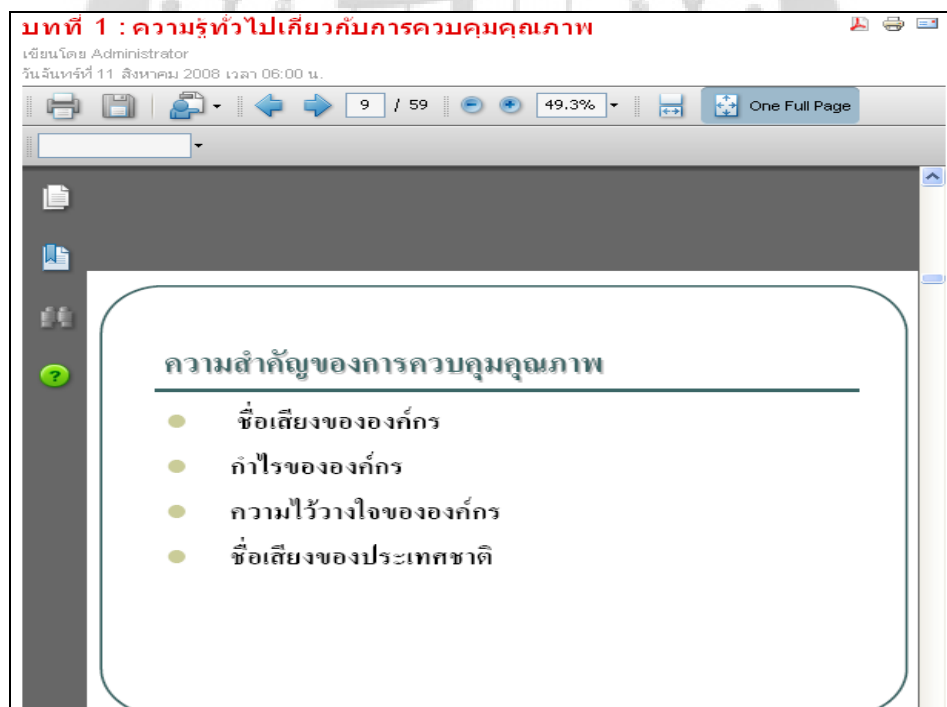 บทที่ 1 : ความรู้ทั่วไปเกี่ยวกับการควบคุมคุณภาพ
เขียนโดย Administrator
วันจันทร์ที่ 11 สิงหาคม 2008 เวลา 06:00 น.
9 / 59 49.3% One Full Page
ความสำคัญของการควบคุมคุณภาพ
ชื่อเสียงขององค์กร
กำไรขององค์กร
ความไว้วางใจขององค์กร
ชื่อเสียงของประเทศชาติ